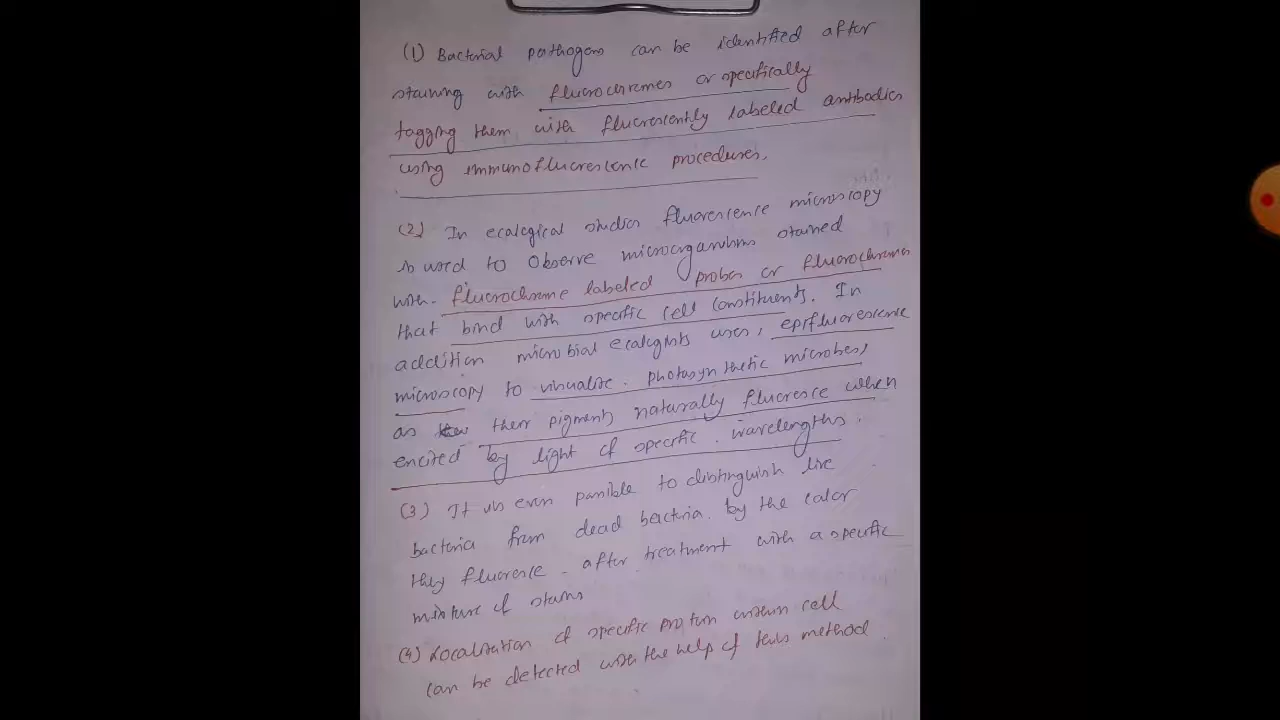 (1) Bacterial pathogens can be identified after
staining with fluorochromes or specifically
tagging them with fluorescently labeled antibodies
using immunofluorescence procedures.
(2) In ecological studies fluorescence microscopy
is used to observe microorganisms stained
with. fluorochrome labeled probes or fluorochromes
that bind with specific cell constituents. In
addition microbial ecologists uses, epifluorescence
microscopy to visualize. photosynthetic microbes,
as their pigments naturally fluoresce when
encited by light of specific. wavelengths.
(3) It is even possible to distinguish live
bacteria from dead bacteria. by the color
they fluoresce. after treatment with a specific
mixture of stains
(4) Localisation of specific protein within cell
can be detected with the help of this method.